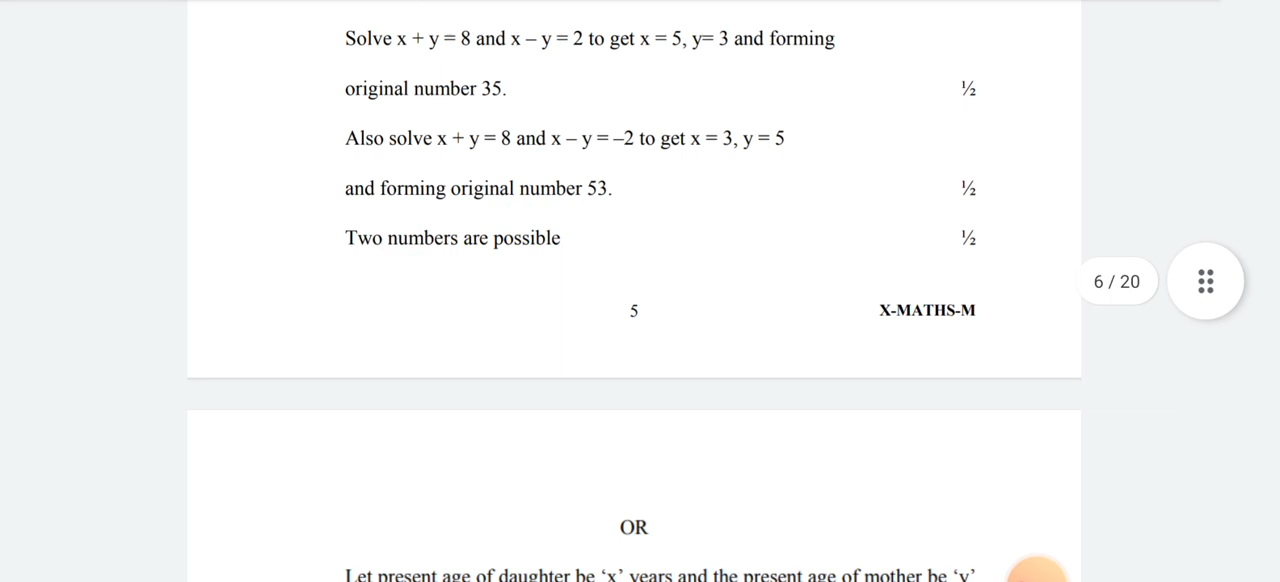 Solve x + y = 8 and x – y = 2 to get x = 5, y= 3 and forming
original number 35. ½
Also solve x + y = 8 and x – y = –2 to get x = 3, y = 5
and forming original number 53. ½
Two numbers are possible ½
6 / 20
5 X-MATHS-M
OR
Let present age of daughter be ‘x’ years and the present age of mother be ‘y’